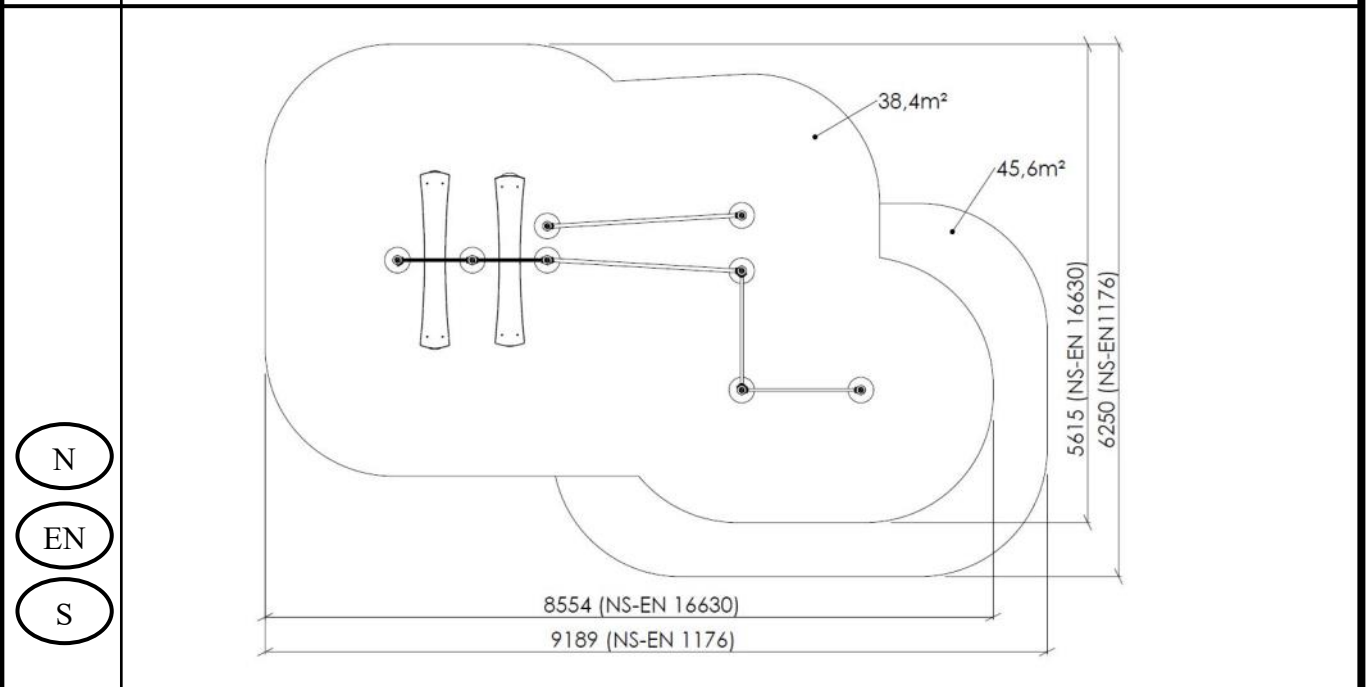 38,4m²
45,6m²
5615 (NS-EN 16630)
6250 (NS-EN1176)
N
EN
S
8554 (NS-EN 16630)
9189 (NS-EN 1176)